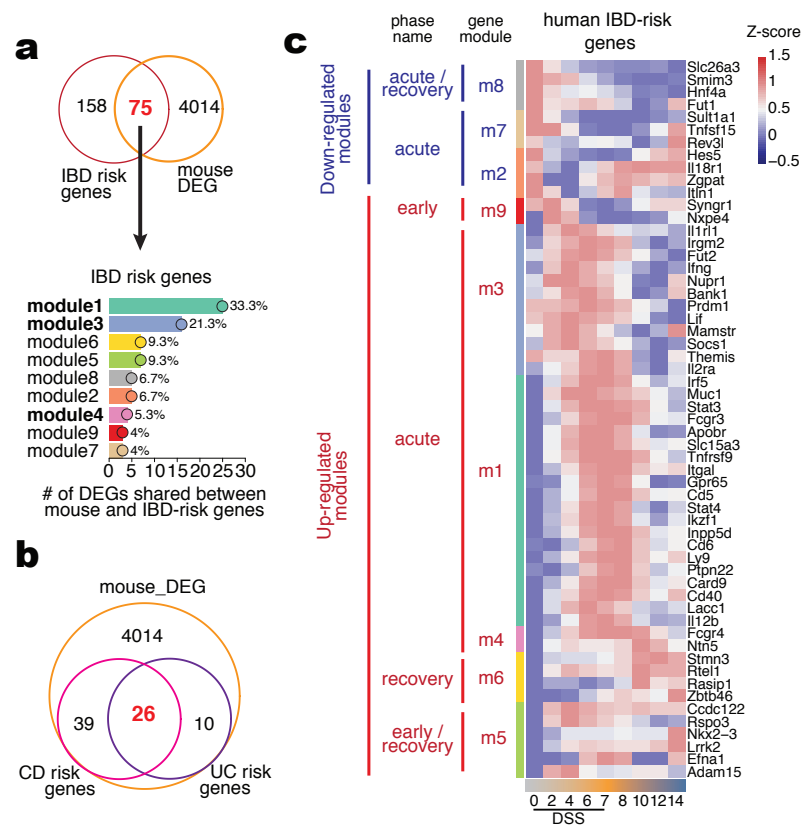 a
158
75
4014
IBD risk
genes
mouse
DEG
IBD risk genes
module1
33.3%
module3
21.3%
module6
9.3%
module5
9.3%
module8
6.7%
module2
6.7%
module4
5.3%
module9
4%
module7
4%
0 5 10 15 20 25 30
# of DEGs shared between
mouse and IBD-risk genes
b
mouse_DEG
4014
39
26
10
CD risk
genes
UC risk
genes
c
phase
name
gene
module
human IBD-risk
genes
Z-score
1.5
1
0.5
0
−0.5
Down-regulated
modules
acute /
recovery
m8
acute
m7
m2
Up-regulated
modules
early
m9
acute
m3
m1
m4
recovery
m6
early /
recovery
m5
Slc26a3
Smim3
Hnf4a
Fut1
Sult1a1
Tnfsf15
Rev3l
Hes5
Il18r1
Zgpat
Itln1
Syngr1
Nxpe4
Il1rl1
Irgm2
Fut2
Ifng
Nupr1
Bank1
Prdm1
Lif
Mamstr
Socs1
Themis
Il2ra
Irf5
Muc1
Stat3
Fcgr3
Apobr
Slc15a3
Tnfrsf9
Itgal
Gpr65
Cd5
Stat4
Ikzf1
Inpp5d
Cd6
Ly9
Ptpn22
Card9
Cd40
Lacc1
Il12b
Fcgr4
Ntn5
Stmn3
Rtel1
Rasip1
Zbtb46
Ccdc122
Rspo3
Nkx2−3
Lrrk2
Efna1
Adam15
0 2 4 6 7 8 10 12 14
DSS